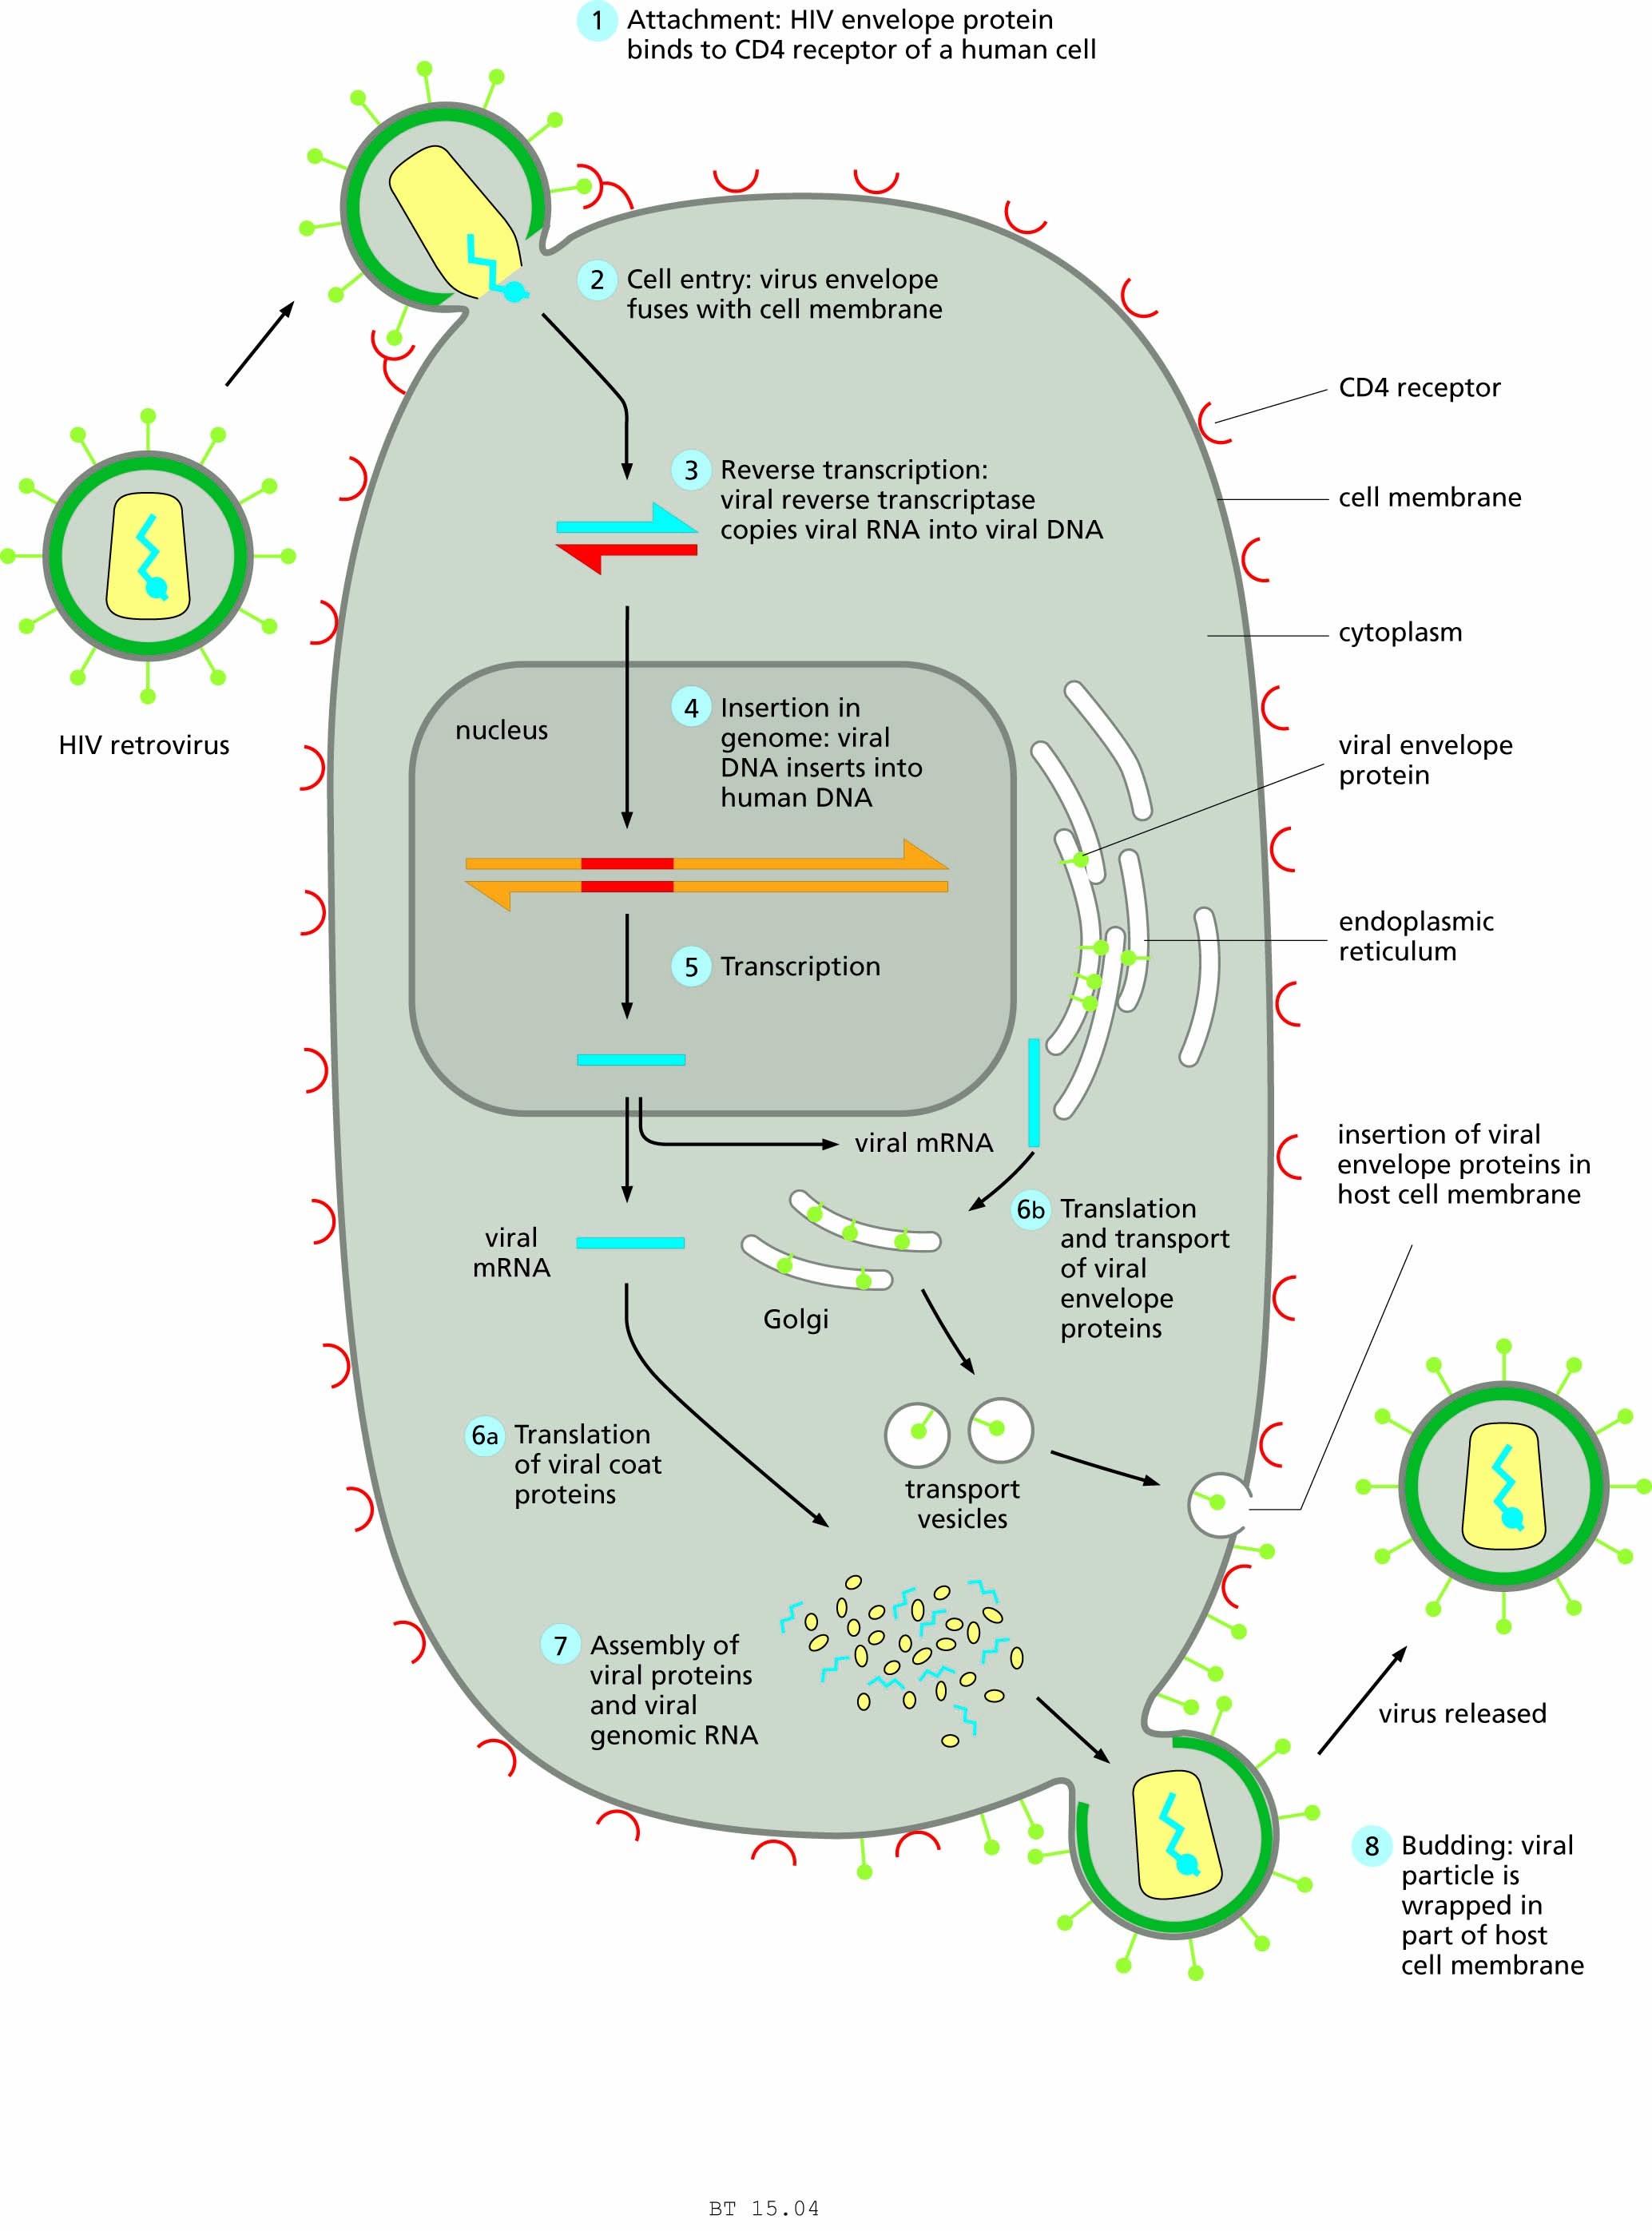 1 Attachment: HIV envelope protein
binds to CD4 receptor of a human cell
2 Cell entry: virus envelope
fuses with cell membrane
CD4 receptor
3 Reverse transcription:
viral reverse transcriptase
copies viral RNA into viral DNA
cell membrane
cytoplasm
HIV retrovirus
nucleus
4 Insertion in
genome: viral
DNA inserts into
human DNA
viral envelope
protein
endoplasmic
reticulum
5 Transcription
viral mRNA
insertion of viral
envelope proteins in
host cell membrane
viral
mRNA
Golgi
6b Translation
and transport
of viral
envelope
proteins
6a Translation
of viral coat
proteins
transport
vesicles
7 Assembly of
viral proteins
and viral
genomic RNA
virus released
8 Budding: viral
particle is
wrapped in
part of host
cell membrane
BT 15.04